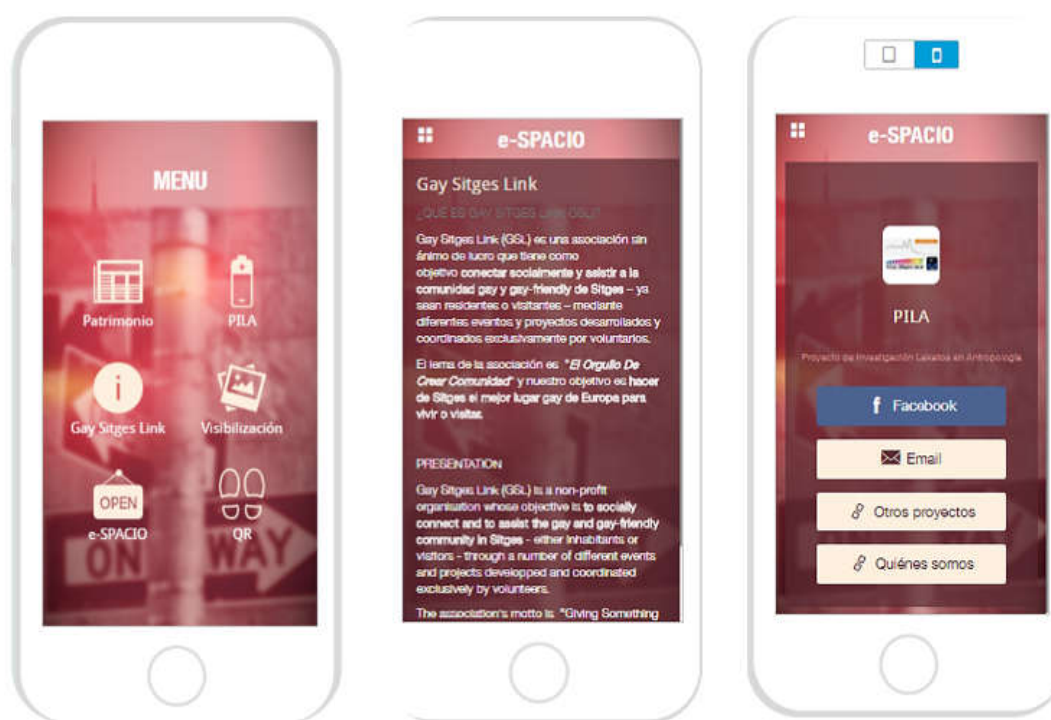 MENU
Patrimonio
PILA
Gay Sitges Link
Visibilización
OPEN
e-SPACIO
QR
ON
WAY
e-SPACIO
Gay Sitges Link
¿QUE ES GAY SITGES LINK GSL?
Gay Sitges Link (GSL) es una asociación sin
ánimo de lucro que tiene como
objetivo conectar socialmente y asistir a la
comunidad gay y gay-friendly de Sitges – ya
sean residentes o visitantes – mediante
diferentes eventos y proyectos desarrollados y
coordinados exclusivamente por voluntarios.
El lema de la asociación es "El Orgullo De
Crear Comunidad" y nuestro objetivo es hacer
de Sitges el mejor lugar gay de Europa para
vivir o visitar.
PRESENTATION
Gay Sitges Link (GSL) is a non-profit
organisation whose objective is to socially
connect and to assist the gay and gay-friendly
community in Sitges - either inhabitants or
visitors - through a number of different events
and projects developped and coordinated
exclusively by volunteers.
The association's motto is "Giving Something
e-SPACIO
PILA
Proyecto de Investigación Lakatos en Antropología
Facebook
Email
Otros proyectos
Quiénes somos